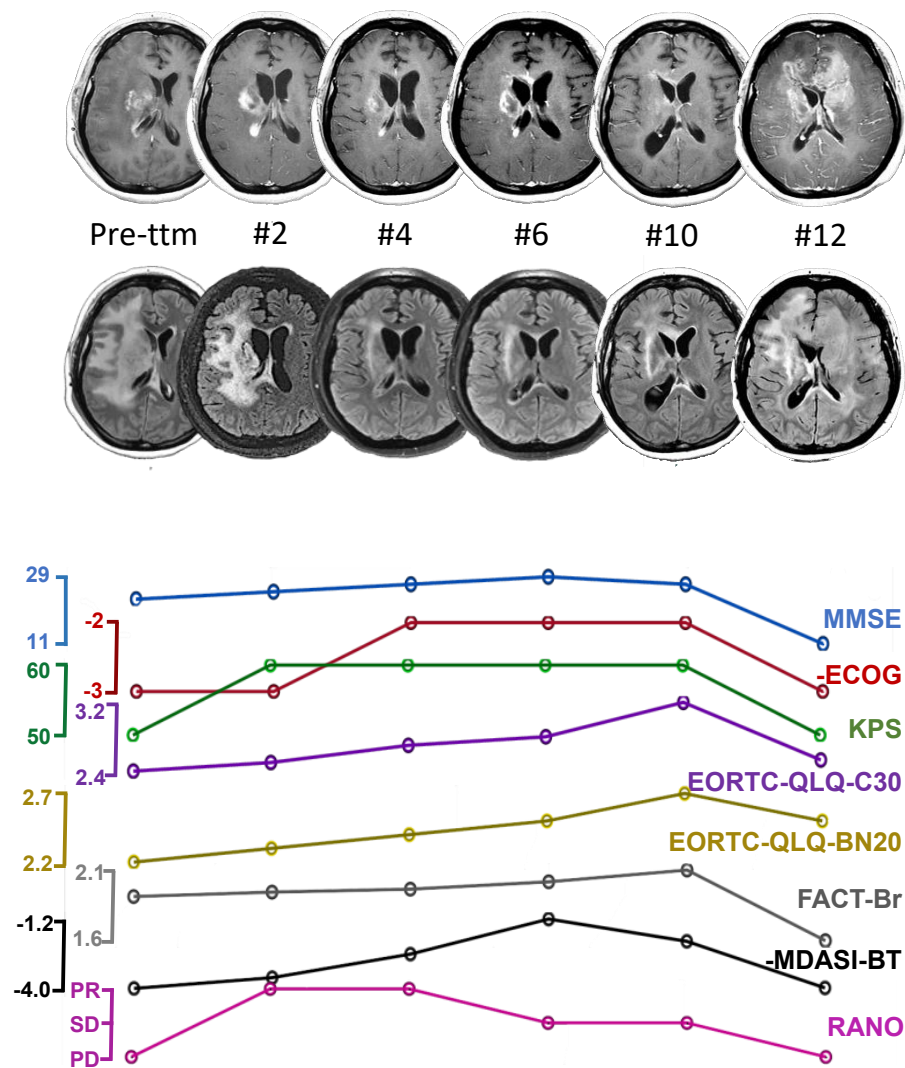 Pre-ttm #2 #4 #6 #10 #12
29
11
MMSE
-2
-3
-ECOG
60
50
KPS
3.2
2.4
EORTC-QLQ-C30
2.7
2.2
EORTC-QLQ-BN20
2.1
1.6
FACT-Br
-1.2
-4.0
-MDASI-BT
PR
SD
PD
RANO